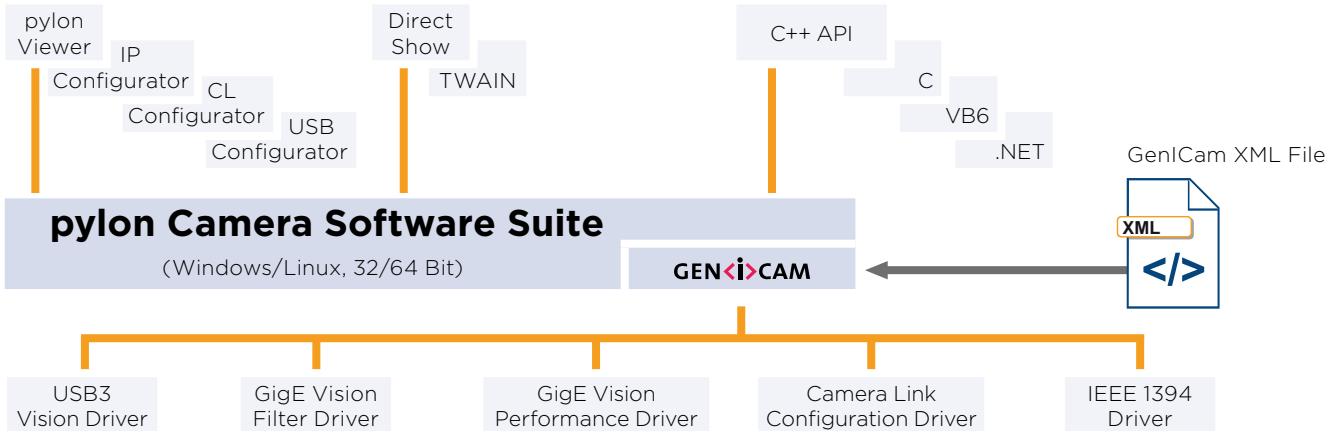 pylon
Viewer
IP
Configurator
CL
Configurator
USB
Configurator
Direct
Show
TWAIN
C++ API
C
VB6
.NET
GenICam XML File
XML
</>
pylon Camera Software Suite
(Windows/Linux, 32/64 Bit)
GEN<i>CAM
USB3
Vision Driver
GigE Vision
Filter Driver
GigE Vision
Performance Driver
Camera Link
Configuration Driver
IEEE 1394
Driver